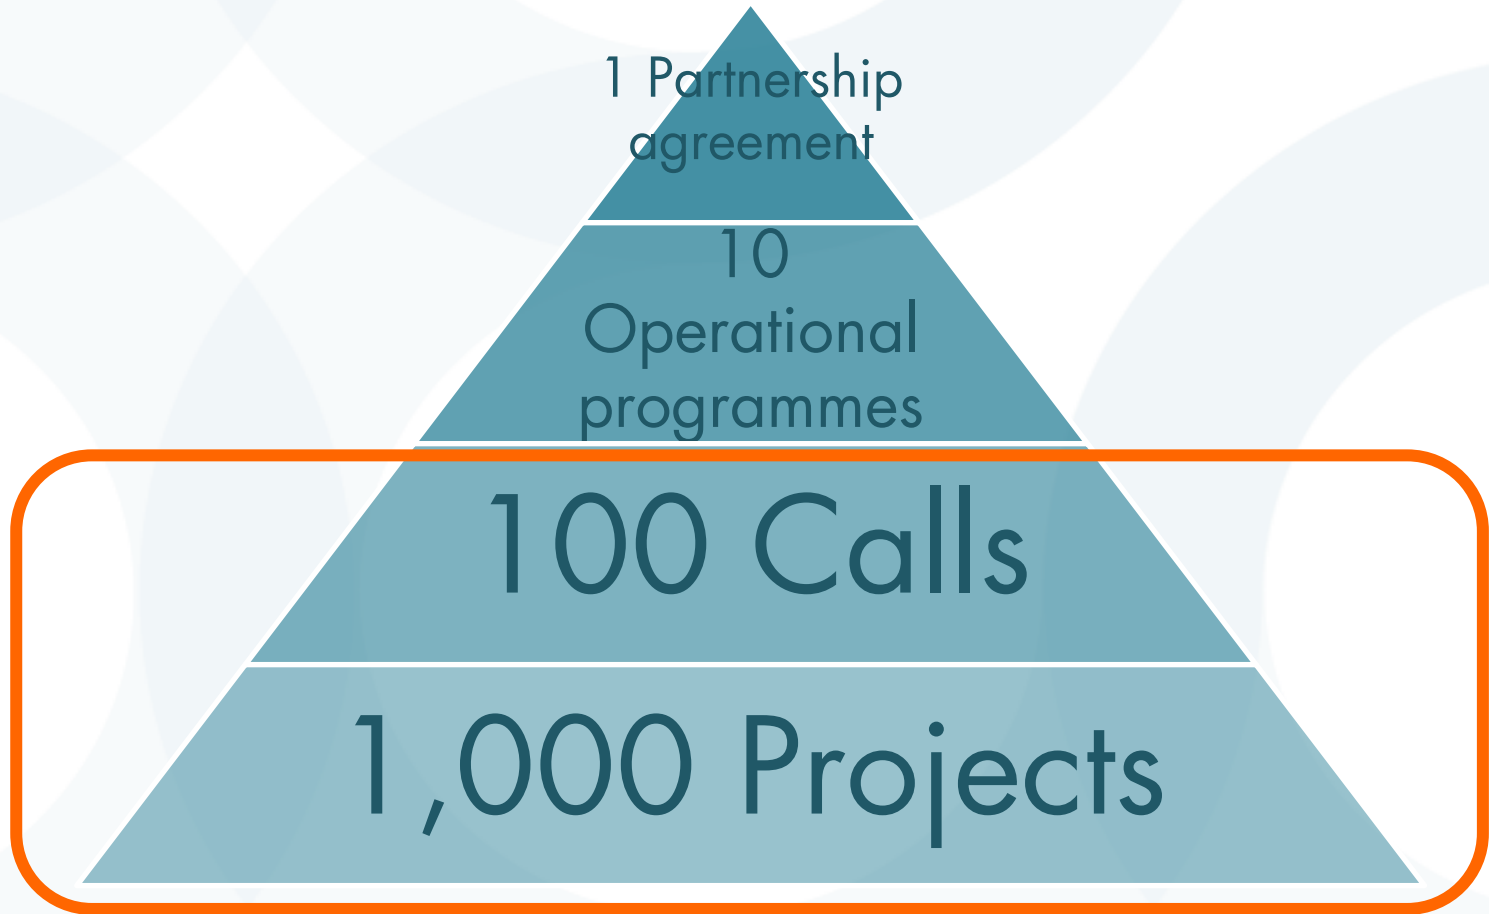 1 Partnership
agreement
10
Operational
programmes
100 Calls
1,000 Projects